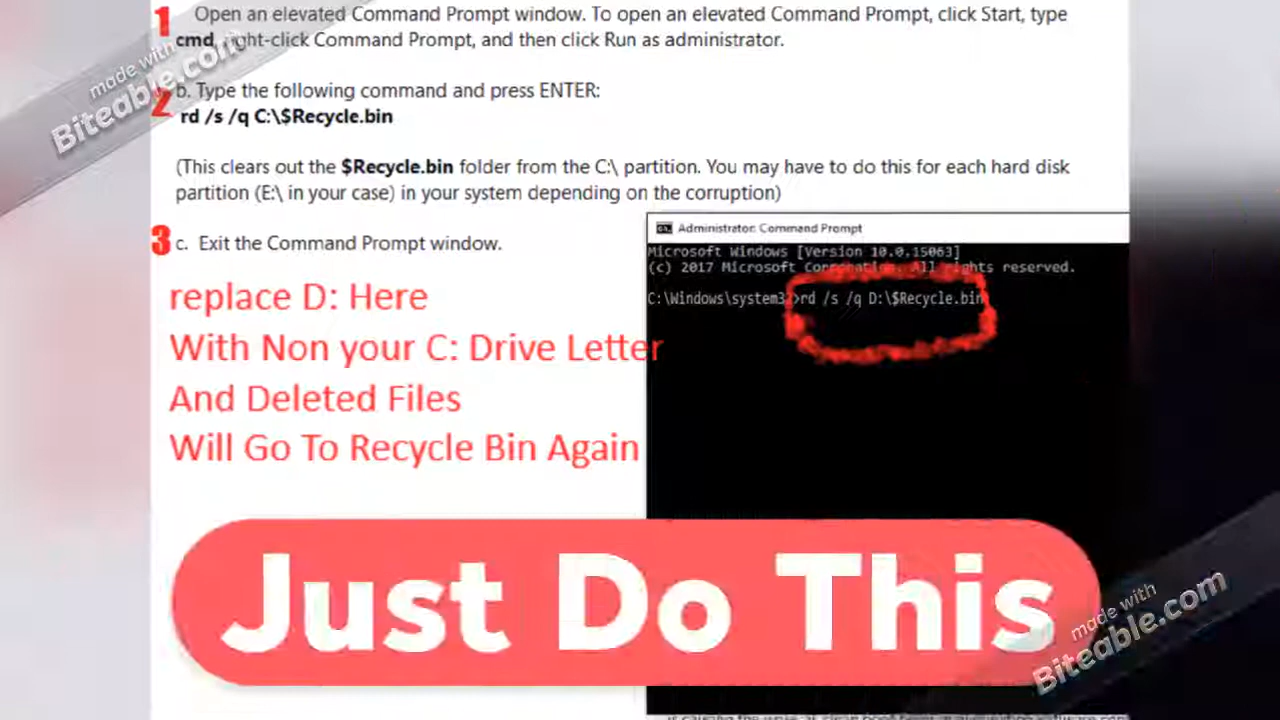 1 Open an elevated Command Prompt window. To open an elevated Command Prompt, click Start, type
cmd, right-click Command Prompt, and then click Run as administrator.
made with
Biteable.com
2 b. Type the following command and press ENTER:
rd /s /q C:\$Recycle.bin
(This clears out the $Recycle.bin folder from the C:\ partition. You may have to do this for each hard disk
partition (E:\ in your case) in your system depending on the corruption)
3 c. Exit the Command Prompt window.
replace D: Here
With Non your C: Drive Letter
And Deleted Files
Will Go To Recycle Bin Again
Administrator: Command Prompt
Microsoft Windows [Version 10.0.15063]
(c) 2017 Microsoft Corporation. All rights reserved.
C:\Windows\system32>rd /s /q D:\$Recycle.bin
Just Do This
made with
Biteable.com